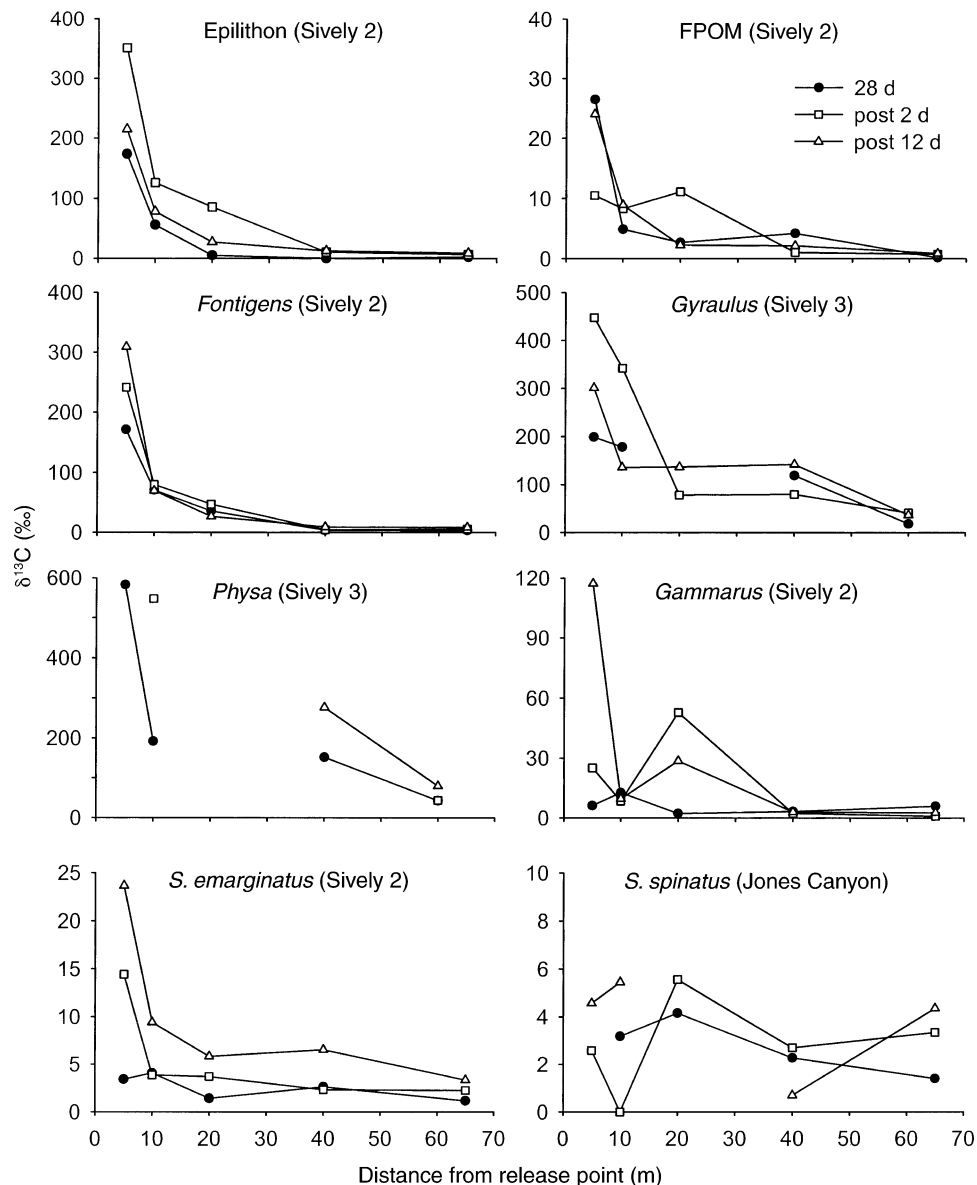 Epilithon (Sively 2)
400
300
200
100
0
FPOM (Sively 2)
40
30
20
10
0
28 d
post 2 d
post 12 d
Fontigens (Sively 2)
400
300
200
100
0
Gyraulus (Sively 3)
500
400
300
200
100
0
δ13C (‰)
Physa (Sively 3)
600
400
200
0
Gammarus (Sively 2)
120
90
60
30
0
S. emarginatus (Sively 2)
25
20
15
10
5
0
0 10 20 30 40 50 60 70
S. spinatus (Jones Canyon)
10
8
6
4
2
0
0 10 20 30 40 50 60 70
Distance from release point (m)